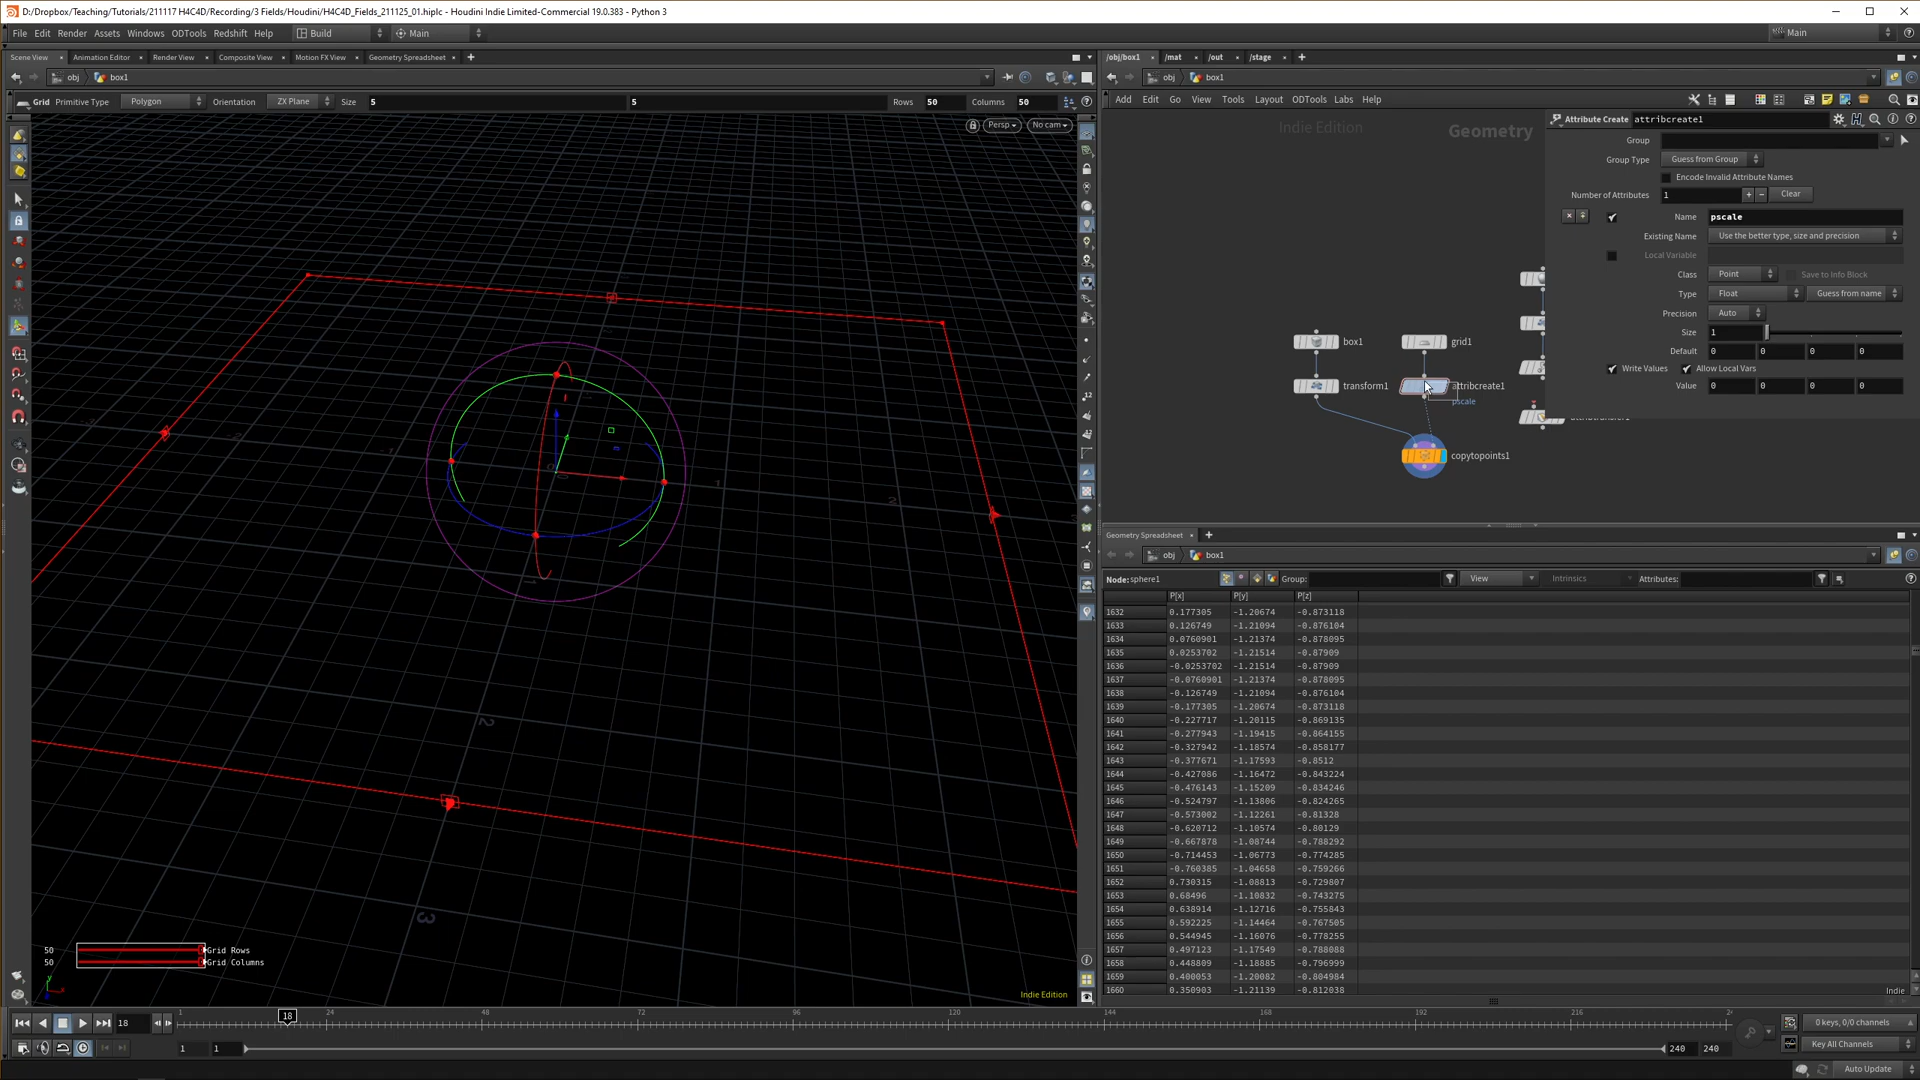 D:/Dropbox/Teaching/Tutorials/211117 H4C4D/Recording/3 Fields/Houdini/H4C4D_Fields_211125_01.hiplc - Houdini Indie Limited-Commercial 19.0.383 - Python 3
File Edit Render Assets Windows ODTools Redshift Help Build Main Main
Scene View Animation Editor Render View Composite View Motion FX View Geometry Spreadsheet
obj box1
Grid Primitive Type Polygon Orientation ZX Plane Size 5 5 Rows 50 Columns 50
Persp No cam
50 Grid Rows
50 Grid Columns
Indie Edition
/obj/box1 /mat /out /stage
obj box1
Add Edit Go View Tools Layout ODTools Labs Help
Indie Edition Geometry
box1 grid1
transform1 attribcreate1
pscale
copytopoints1
Attribute Create attribcreate1
Group
Group Type Guess from Group
Encode Invalid Attribute Names
Number of Attributes 1 + − Clear
Name pscale
Existing Name Use the better type, size and precision
Local Variable
Class Point Save to Info Block
Type Float Guess from name
Precision Auto
Size 1
Default 0 0 0 0
Write Values Allow Local Vars
Value 0 0 0 0
Geometry Spreadsheet
obj box1
Node: sphere1 Group: View Intrinsics Attributes:
P[x] P[y] P[z]
1632 0.177305 -1.20674 -0.873118
1633 0.126749 -1.21094 -0.876104
1634 0.0760901 -1.21374 -0.878095
1635 0.0253702 -1.21514 -0.87909
1636 -0.0253702 -1.21514 -0.87909
1637 -0.0760901 -1.21374 -0.878095
1638 -0.126749 -1.21094 -0.876104
1639 -0.177305 -1.20674 -0.873118
1640 -0.227717 -1.20115 -0.869135
1641 -0.277943 -1.19415 -0.864155
1642 -0.327942 -1.18574 -0.858177
1643 -0.377671 -1.17593 -0.8512
1644 -0.427086 -1.16472 -0.843224
1645 -0.476143 -1.15209 -0.834246
1646 -0.524797 -1.13806 -0.824265
1647 -0.573002 -1.12261 -0.81328
1648 -0.620712 -1.10574 -0.80129
1649 -0.667878 -1.08744 -0.788292
1650 -0.714453 -1.06773 -0.774285
1651 -0.760385 -1.04658 -0.759266
1652 0.730315 -1.08813 -0.729807
1653 0.68496 -1.10832 -0.743275
1654 0.638914 -1.12716 -0.755843
1655 0.592225 -1.14464 -0.767505
1656 0.544945 -1.16076 -0.778255
1657 0.497123 -1.17549 -0.788088
1658 0.448809 -1.18885 -0.796999
1659 0.400053 -1.20082 -0.804984
1660 0.350903 -1.21139 -0.812038
Indie
18 1 18 24 48 72 96 120 144 168 192 216
0 keys, 0/0 channels
1 1 240 240 Key All Channels
Auto Update